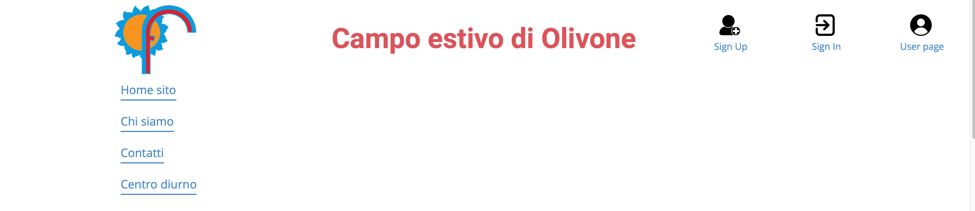 Campo estivo di Olivone
Sign Up
Sign In
User page
Home sito
Chi siamo
Contatti
Centro diurno